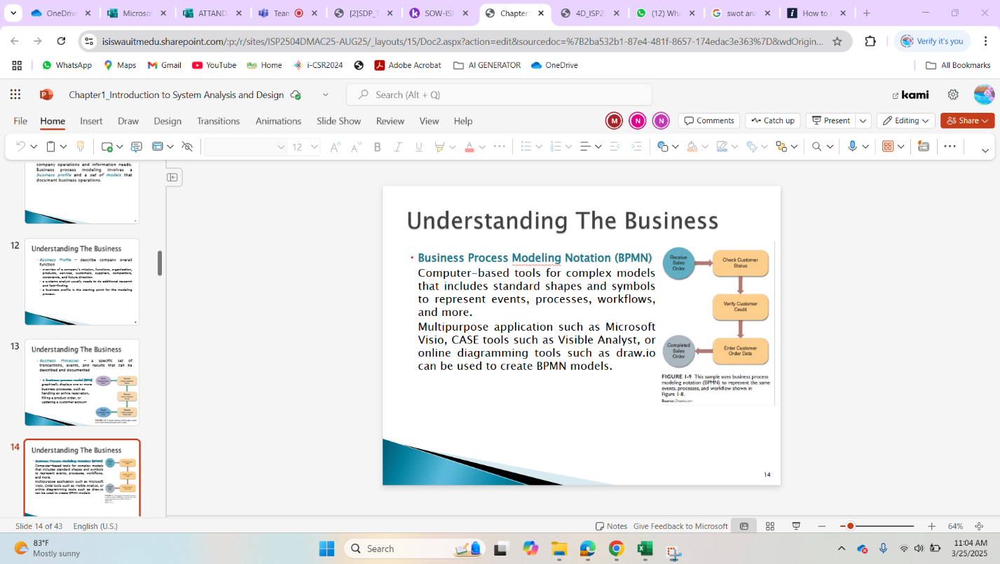 OneDriv
Microsof
ATTAND
Team
[2]SDP_T
SOW-ISP
Chapter
4D_ISP2
(12) Wha
swot ana
How to
isiswauitmedu.sharepoint.com/:p:/r/sites/ISP2504DMAC25-AUG25/_layouts/15/Doc2.aspx?action=edit&sourcedoc=%7B2ba532b1-87e4-481f-8657-174edac3e363%7D&wdOrigin...
Verify it's you
WhatsApp
Maps
Gmail
YouTube
Home
i-CSR2024
Adobe Acrobat
AI GENERATOR
OneDrive
All Bookmarks
Chapter1_Introduction to System Analysis and Design
Search (Alt + Q)
kami
File Home Insert Draw Design Transitions Animations Slide Show Review View Help
M N N
Comments
Catch up
Present
Editing
Share
12
B I U
A
company operations and information needs.
Business process modeling involves a
business profile and a set of models that
document business operations.
12
Understanding The Business
Business Profile – describe company overall
function
overview of a company's mission, functions, organization,
products, services, customers, suppliers, competitors,
constraints, and future direction.
a systems analyst usually needs to do additional research
and fact-finding
a business profile is the starting point for the modeling
process.
13
Understanding The Business
Business Processes – a specific set of
transactions, events, and results that can be
described and documented
A business process model (BPM)
graphically displays one or more
business processes, such as
handling an airline reservation,
filling a product order, or
updating a customer account
14
Understanding The Business
Business Process Modeling Notation (BPMN)
Computer-based tools for complex models
that includes standard shapes and symbols
to represent events, processes, workflows,
and more.
Multipurpose application such as Microsoft
Visio, CASE tools such as Visible Analyst, or
online diagramming tools such as draw.io
can be used to create BPMN models.
Understanding The Business
Business Process Modeling Notation (BPMN)
Computer-based tools for complex models
that includes standard shapes and symbols
to represent events, processes, workflows,
and more.
Multipurpose application such as Microsoft
Visio, CASE tools such as Visible Analyst, or
online diagramming tools such as draw.io
can be used to create BPMN models.
Receive
Sales
Order
Check Customer
Status
Verify Customer
Credit
Completed
Sales
Order
Enter Customer
Order Data
FIGURE 1-9 This sample uses business process
modeling notation (BPMN) to represent the same
events, processes, and workflow shown in
Figure 1-8.
Source: Draw.io.com
14
Slide 14 of 43
English (U.S.)
Notes
Give Feedback to Microsoft
64%
83°F
Mostly sunny
Search
11:04 AM
3/25/2025